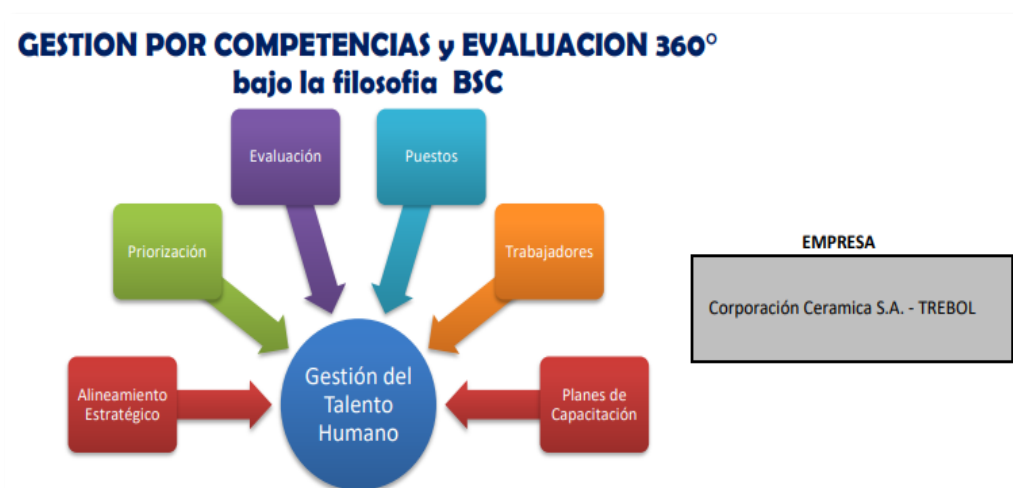 GESTION POR COMPETENCIAS y EVALUACION 360°
bajo la filosofia BSC
Evaluación
Puestos
Priorización
Trabajadores
EMPRESA
Corporación Ceramica S.A. - TREBOL
Alineamiento
Estratégico
Gestión del
Talento
Humano
Planes de
Capacitación